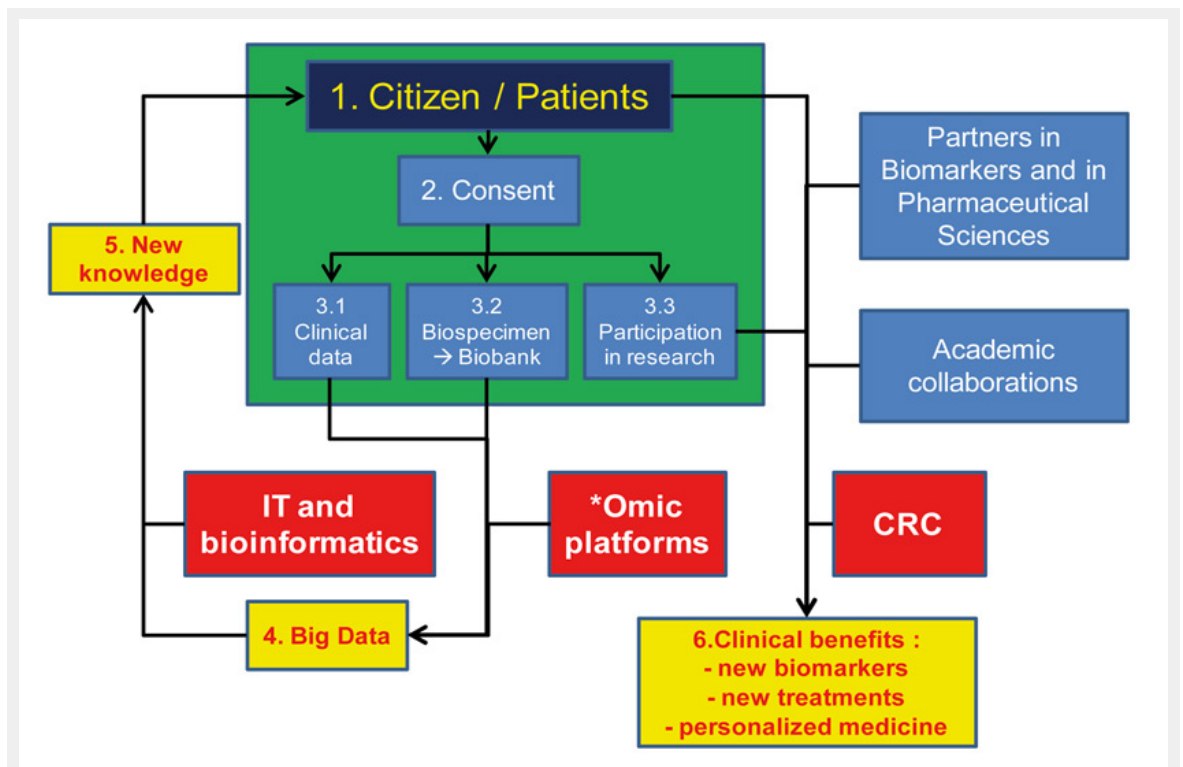 1. Citizen / Patients
2. Consent
3.1
Clinical
data
3.2
Biospecimen
→ Biobank
3.3
Participation
in research
Partners in
Biomarkers and in
Pharmaceutical
Sciences
5. New
knowledge
Academic
collaborations
IT and
bioinformatics
*Omic
platforms
CRC
4. Big Data
6.Clinical benefits :
- new biomarkers
- new treatments
- personalized medicine